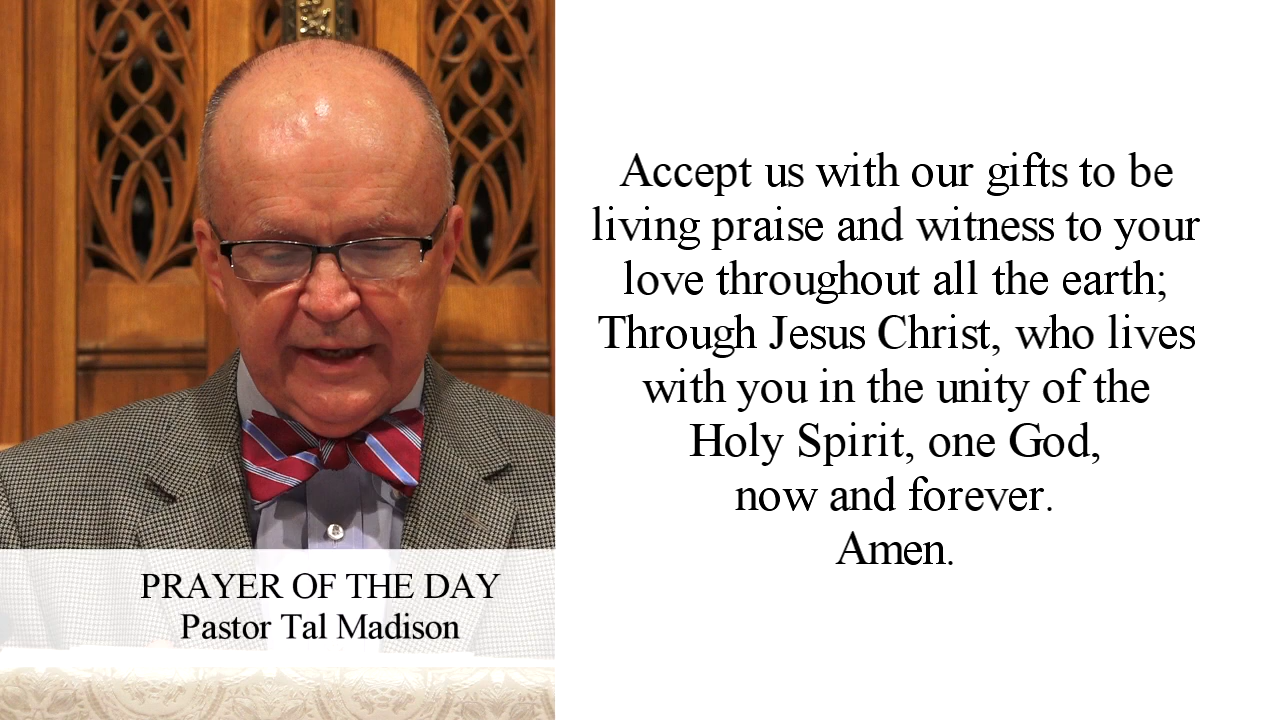 PRAYER OF THE DAY
Pastor Tal Madison
Accept us with our gifts to be
living praise and witness to your
love throughout all the earth;
Through Jesus Christ, who lives
with you in the unity of the
Holy Spirit, one God,
now and forever.
Amen.